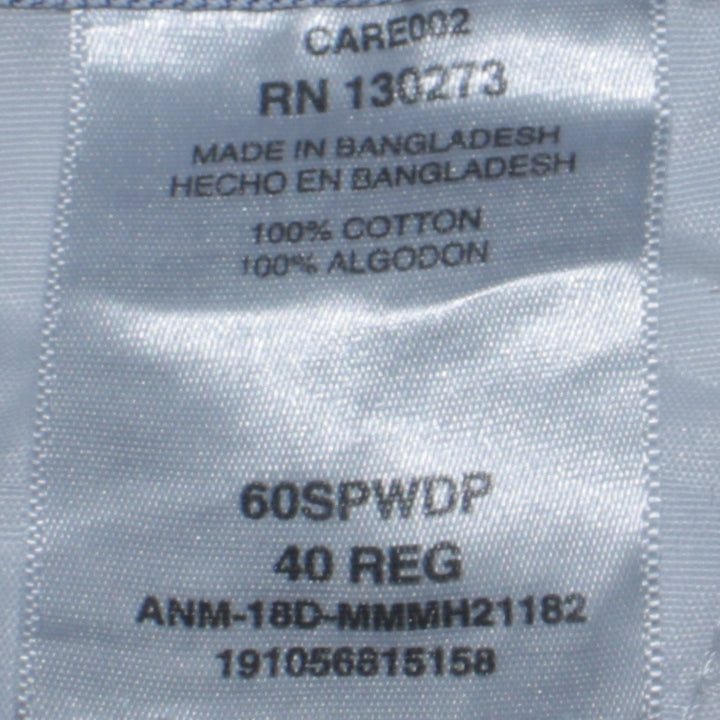 CARE002
RN 130273
MADE IN BANGLADESH
HECHO EN BANGLADESH
100% COTTON
100% ALGODON
60SPWDP
40 REG
ANM-18D-MMMH21182
191056815158